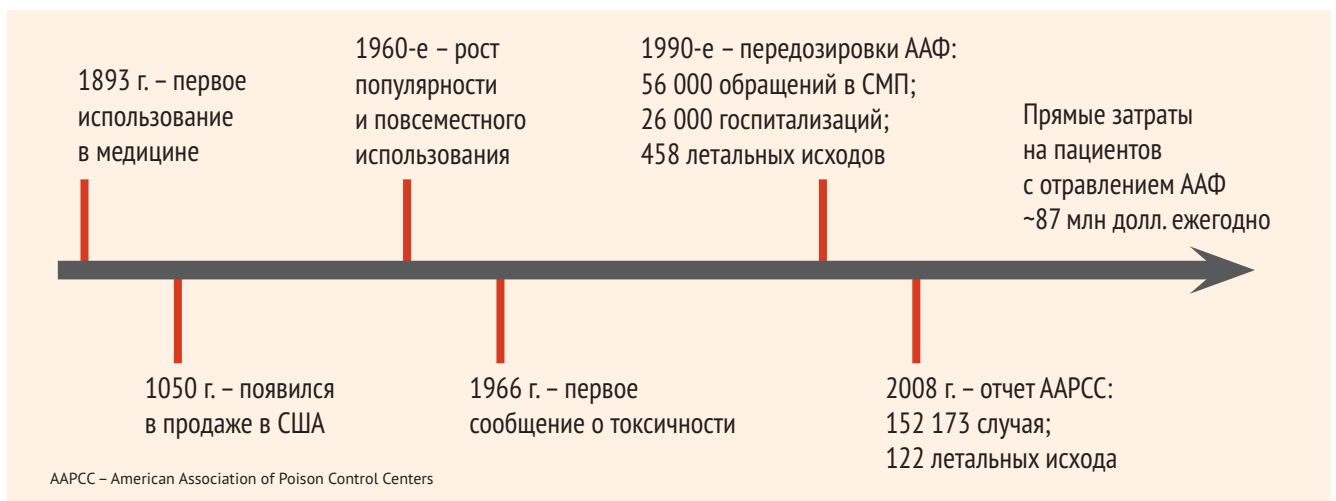 1893 г. – первое
использование
в медицине
1960-е – рост
популярности
и повсеместного
использования
1990-е – передозировки ААФ:
56 000 обращений в СМП;
26 000 госпитализаций;
458 летальных исходов
Прямые затраты
на пациентов
с отравлением ААФ
~87 млн долл. ежегодно
1050 г. – появился
в продаже в США
1966 г. – первое
сообщение о токсичности
2008 г. – отчет ААРСС:
152 173 случая;
122 летальных исхода
AAPCC – American Association of Poison Control Centers